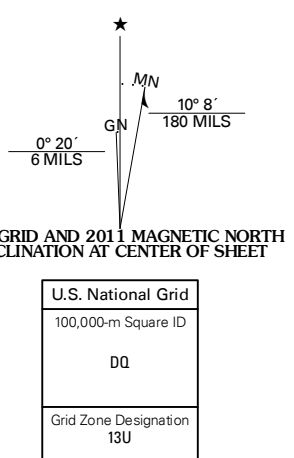 ★
MN
GN
10° 8´
180 MILS
0° 20´
6 MILS
GRID AND 2011 MAGNETIC NORTH
CLINATION AT CENTER OF SHEET
U.S. National Grid
100,000-m Square ID
DQ
Grid Zone Designation
13U